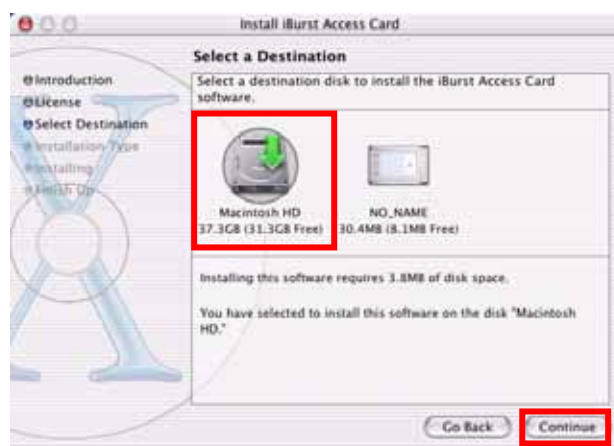 Install iBurst Access Card
Select a Destination
Introduction
License
Select Destination
Installation Type
Installing
Finish Up
Select a destination disk to install the iBurst Access Card
software.
Macintosh HD
37.3GB (31.3GB Free)
NO_NAME
30.4MB (8.1MB Free)
Installing this software requires 3.8MB of disk space.
You have selected to install this software on the disk "Macintosh
HD."
Go Back
Continue